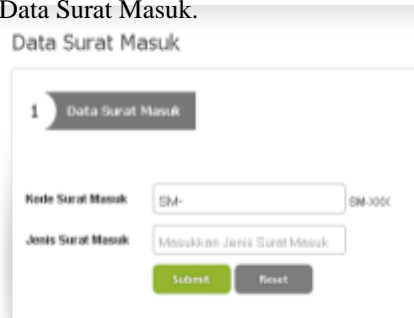 Data Surat Masuk.
Data Surat Masuk
1 Data Surat Masuk
Kode Surat Masuk SM- SM-XXX
Jenis Surat Masuk Masukkan Jenis Surat Masuk
Submit Reset